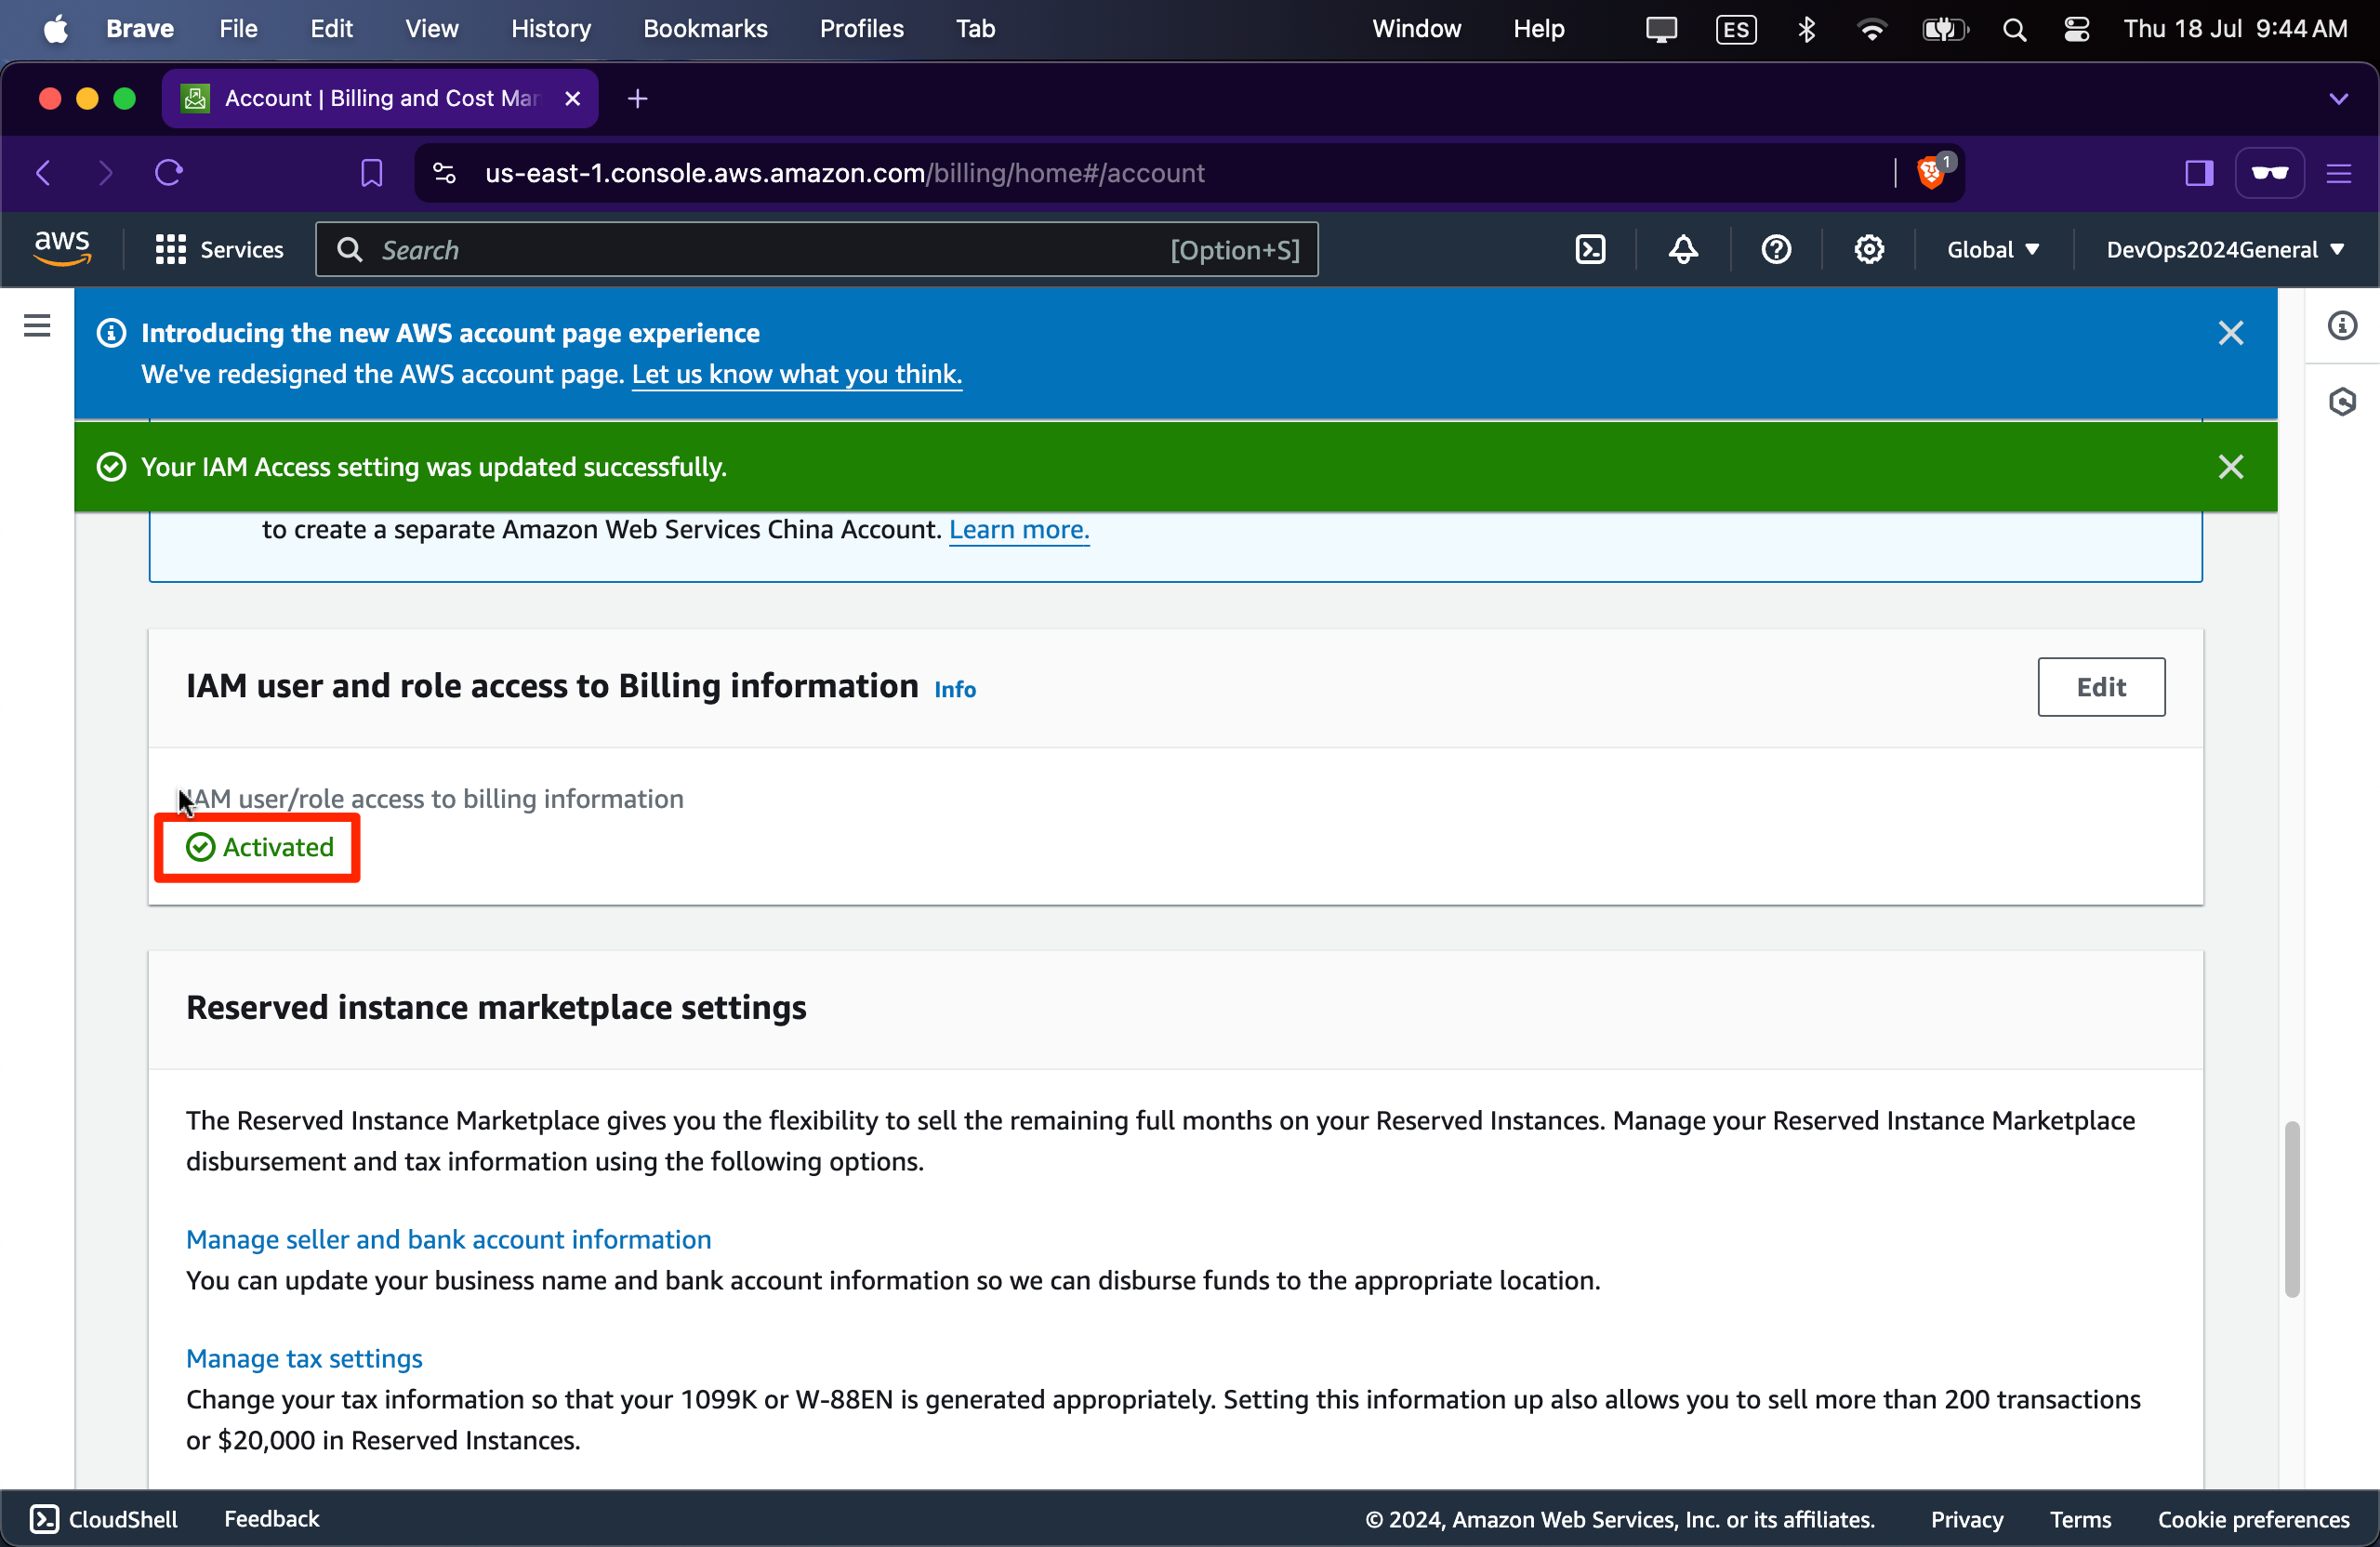 Brave File Edit View History Bookmarks Profiles Tab Window Help ES Thu 18 Jul 9:44 AM
Account | Billing and Cost Mar
us-east-1.console.aws.amazon.com/billing/home#/account 1
aws Services Search [Option+S] Global DevOps2024General
Introducing the new AWS account page experience
We've redesigned the AWS account page. Let us know what you think.
Your IAM Access setting was updated successfully.
to create a separate Amazon Web Services China Account. Learn more.
IAM user and role access to Billing information Info Edit
IAM user/role access to billing information
Activated
Reserved instance marketplace settings
The Reserved Instance Marketplace gives you the flexibility to sell the remaining full months on your Reserved Instances. Manage your Reserved Instance Marketplace
disbursement and tax information using the following options.
Manage seller and bank account information
You can update your business name and bank account information so we can disburse funds to the appropriate location.
Manage tax settings
Change your tax information so that your 1099K or W-88EN is generated appropriately. Setting this information up also allows you to sell more than 200 transactions
or $20,000 in Reserved Instances.
CloudShell Feedback © 2024, Amazon Web Services, Inc. or its affiliates. Privacy Terms Cookie preferences